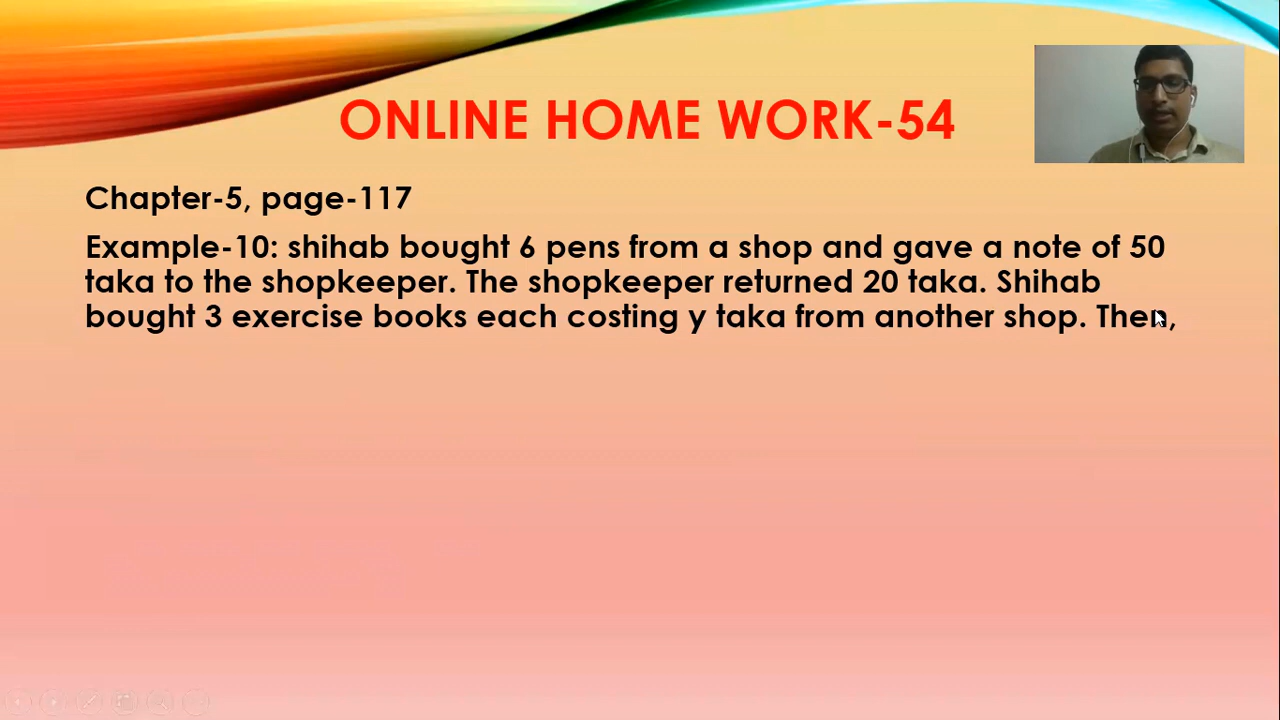 ONLINE HOME WORK-54
Chapter-5, page-117
Example-10: shihab bought 6 pens from a shop and gave a note of 50
taka to the shopkeeper. The shopkeeper returned 20 taka. Shihab
bought 3 exercise books each costing y taka from another shop. Then,